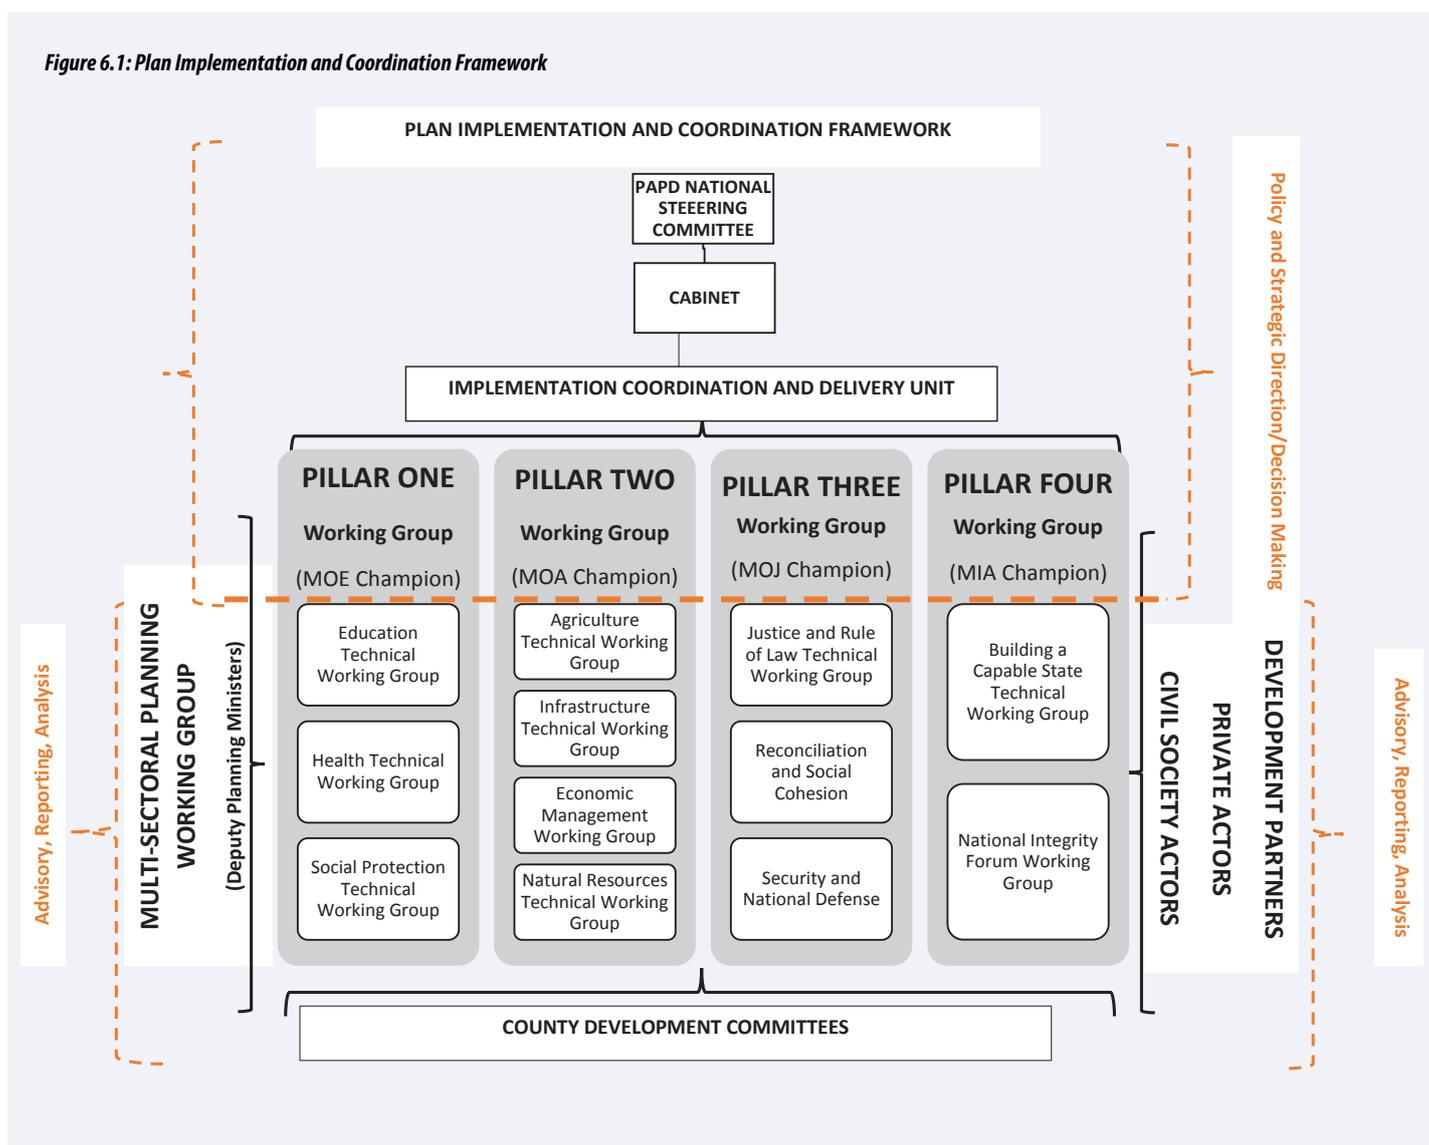 Figure 6.1: Plan Implementation and Coordination Framework
PLAN IMPLEMENTATION AND COORDINATION FRAMEWORK
PAPD NATIONAL
STEEERING
COMMITTEE
CABINET
IMPLEMENTATION COORDINATION AND DELIVERY UNIT
PILLAR ONE
Working Group
(MOE Champion)
Education
Technical
Working Group
Health Technical
Working Group
Social Protection
Technical
Working Group
PILLAR TWO
Working Group
(MOA Champion)
Agriculture
Technical Working
Group
Infrastructure
Technical Working
Group
Economic
Management
Working Group
Natural Resources
Technical Working
Group
PILLAR THREE
Working Group
(MOJ Champion)
Justice and Rule
of Law Technical
Working Group
Reconciliation
and Social
Cohesion
Security and
National Defense
PILLAR FOUR
Working Group
(MIA Champion)
Building a
Capable State
Technical
Working Group
National Integrity
Forum Working
Group
COUNTY DEVELOPMENT COMMITTEES
Advisory, Reporting, Analysis
MULTI-SECTORAL PLANNING
WORKING GROUP
(Deputy Planning Ministers)
Policy and Strategic Direction/Decision Making
DEVELOPMENT PARTNERS
PRIVATE ACTORS
CIVIL SOCIETY ACTORS
Advisory, Reporting, Analysis